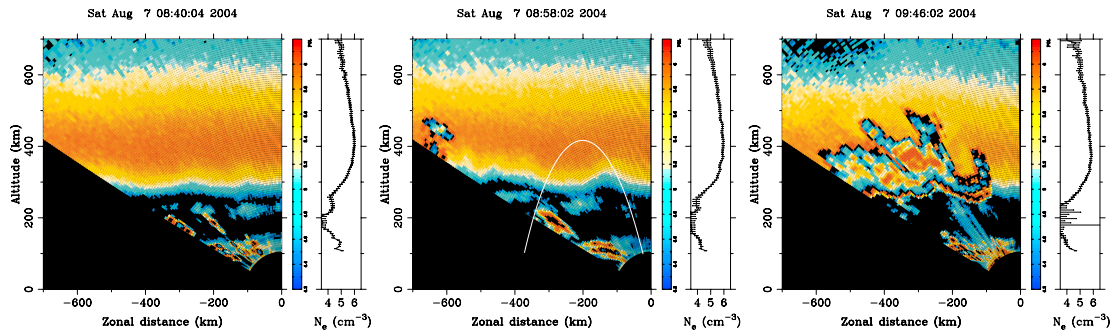 Sat Aug 7 08:40:04 2004
Sat Aug 7 08:58:02 2004
Sat Aug 7 09:46:02 2004
Altitude (km)
600
400
200
0
−600 −400 −200 0
Zonal distance (km)
4 5 6
Ne (cm−3)
Altitude (km)
600
400
200
0
−600 −400 −200 0
Zonal distance (km)
4 5 6
Ne (cm−3)
Altitude (km)
600
400
200
0
−600 −400 −200 0
Zonal distance (km)
4 5 6
Ne (cm−3)